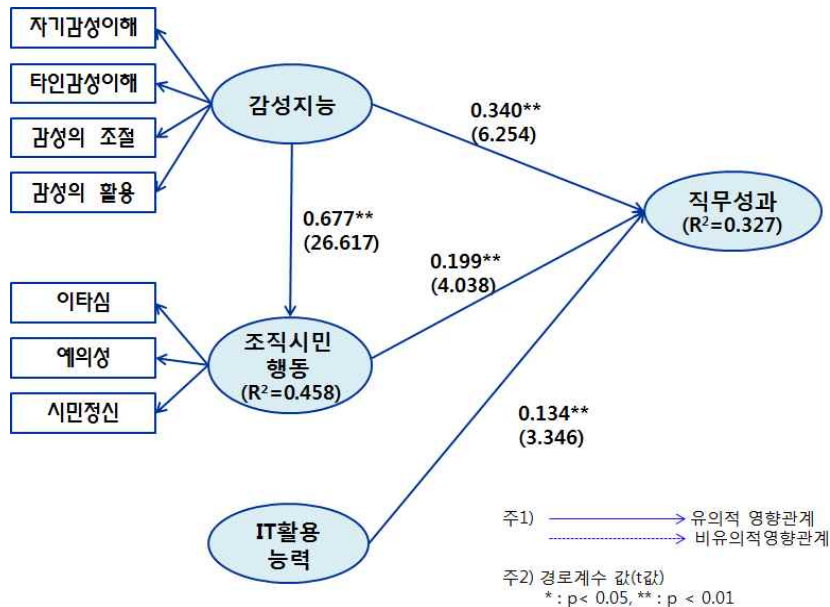 자기감성이해
타인감성이해
감성의 조절
감성의 활용
감성지능
0.340**
(6.254)
직무성과
(R²=0.327)
0.677**
(26.617)
0.199**
(4.038)
이타심
예의성
시민정신
조직시민
행동
(R²=0.458)
0.134**
(3.346)
IT활용
능력
주1) 유의적 영향관계
비유의적영향관계
주2) 경로계수 값(t값)
* : p< 0.05, ** : p < 0.01